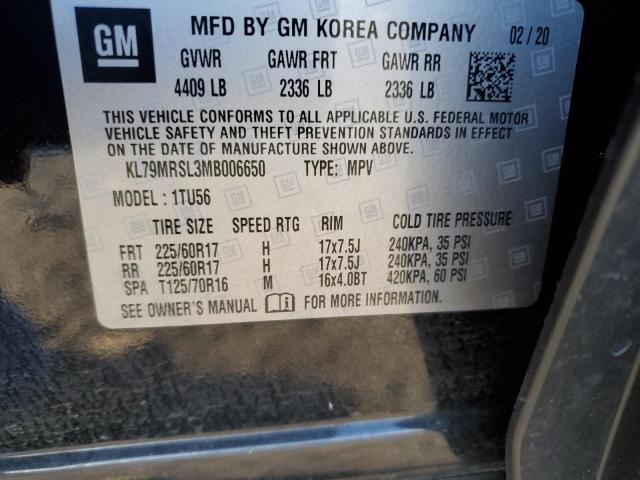 GM
MFD BY GM KOREA COMPANY 02 / 20
GVWR GAWR FRT GAWR RR
4409 LB 2336 LB 2336 LB
THIS VEHICLE CONFORMS TO ALL APPLICABLE U.S. FEDERAL MOTOR
VEHICLE SAFETY AND THEFT PREVENTION STANDARDS IN EFFECT
ON THE DATE OF MANUFACTURE SHOWN ABOVE.
KL79MRSL3MB006650 TYPE: MPV
MODEL: 1TU56
TIRE SIZE SPEED RTG RIM COLD TIRE PRESSURE
FRT 225/60R17 H 17x7.5J 240KPA, 35 PSI
RR 225/60R17 H 17x7.5J 240KPA, 35 PSI
SPA T125/70R16 M 16x4.0BT 420KPA, 60 PSI
SEE OWNER'S MANUAL FOR MORE INFORMATION.